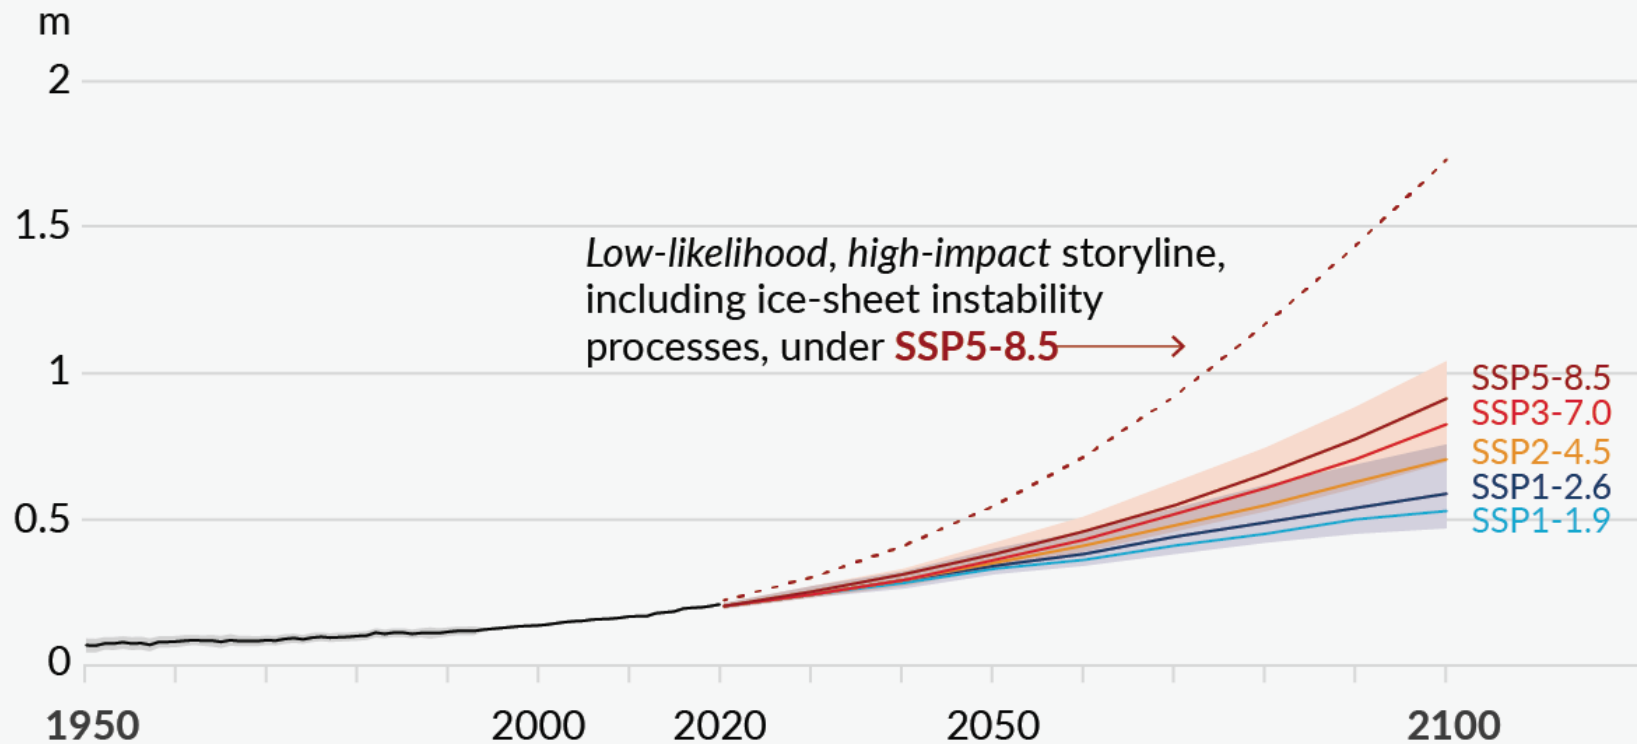 m
2
1.5
Low-likelihood, high-impact storyline,
including ice-sheet instability
processes, under SSP5-8.5
1
SSP5-8.5
SSP3-7.0
SSP2-4.5
SSP1-2.6
SSP1-1.9
0.5
0
1950 2000 2020 2050 2100